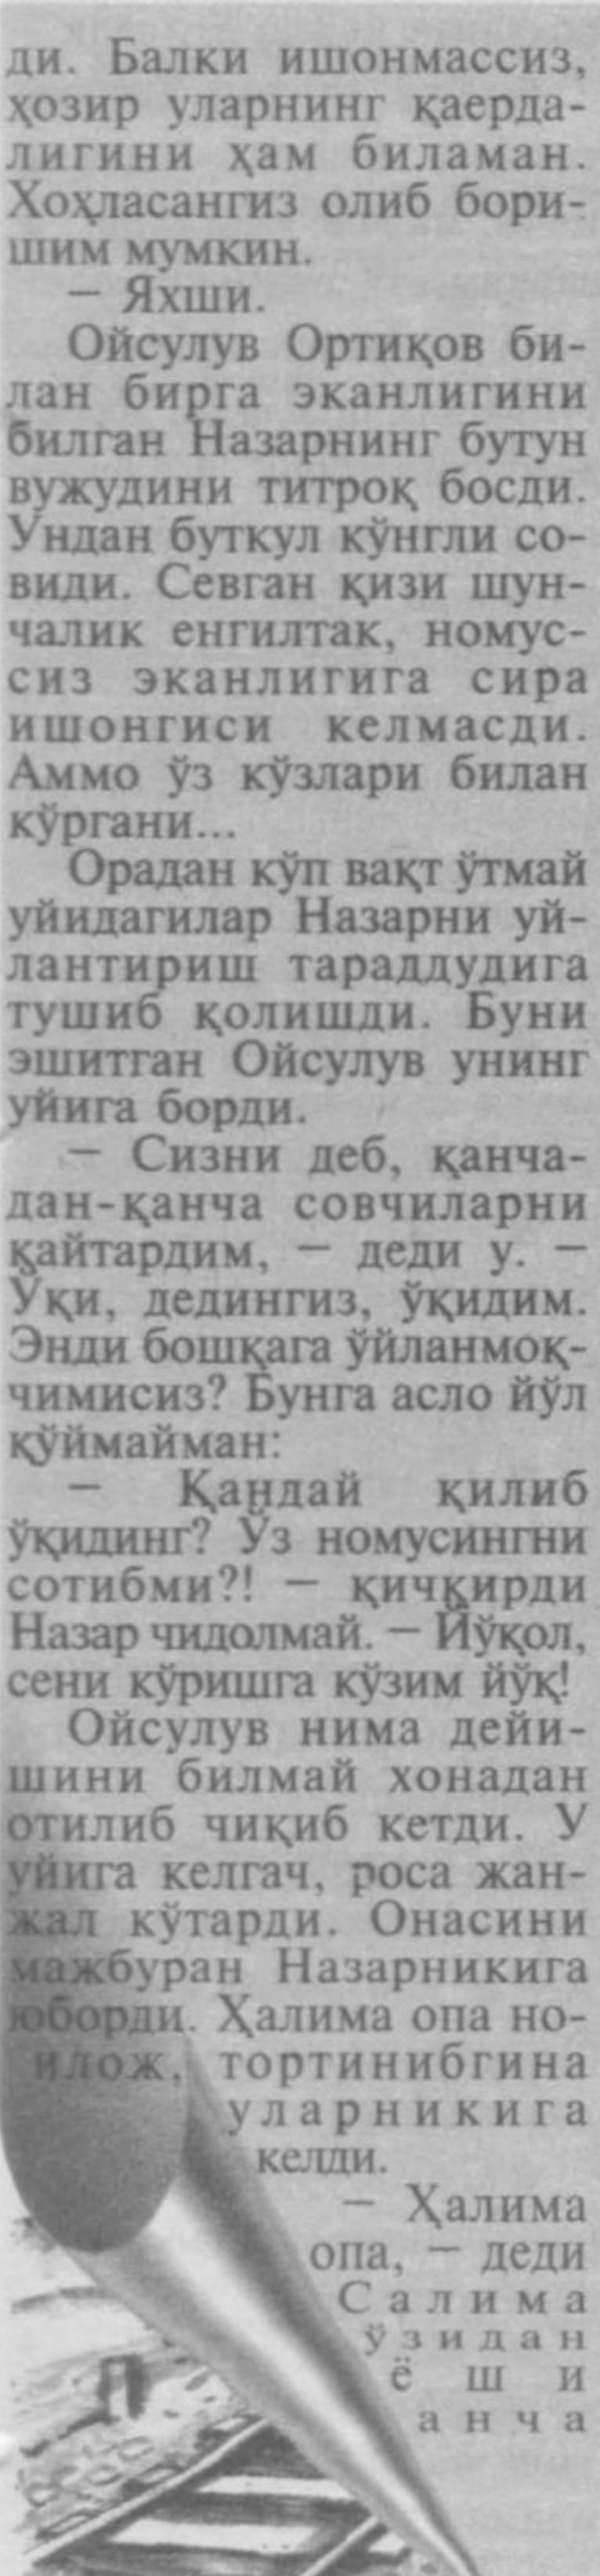 ди. Балки ишонмассиз,
ҳозир уларнинг қаерда-
лигини ҳам биламан.
Хоҳласангиз олиб бори-
шим мумкин.
— Яхши.
Ойсулув Ортиқов би-
лан бирга эканлигини
билган Назарнинг бутун
вужудини титроқ босди.
Ундан буткул кўнгли со-
види. Севган қизи шун-
чалик енгилтак, номус-
сиз эканлигига сира
ишонгиси келмасди.
Аммо ўз кўзлари билан
кўргани...
Орадан кўп вақт ўтмай
уйидагилар Назарни уй-
лантириш тараддудига
тушиб қолишди. Буни
эшитган Ойсулув унинг
уйига борди.
— Сизни деб, қанча-
дан-қанча совчиларни
қайтардим, — деди у. —
Ўқи, дедингиз, ўқидим.
Энди бошқага ўйланмоқ-
чимисиз? Бунга асло йўл
қўймайман:
— Қандай қилиб
ўқидинг? Ўз номусингни
сотибми?! — қичқирди
Назар чидолмай. — Йўқол,
сени кўришга кўзим йўқ!
Ойсулув нима дейи-
шини билмай хонадан
отилиб чиқиб кетди. У
уйига келгач, роса жан-
жал кўтарди. Онасини
мажбуран Назарникига
юборди. Ҳалима опа но-
илож, тортинибгина
уларникига
келди.
— Ҳалима
опа, — деди
Салима
ўзидан
ёши
анча